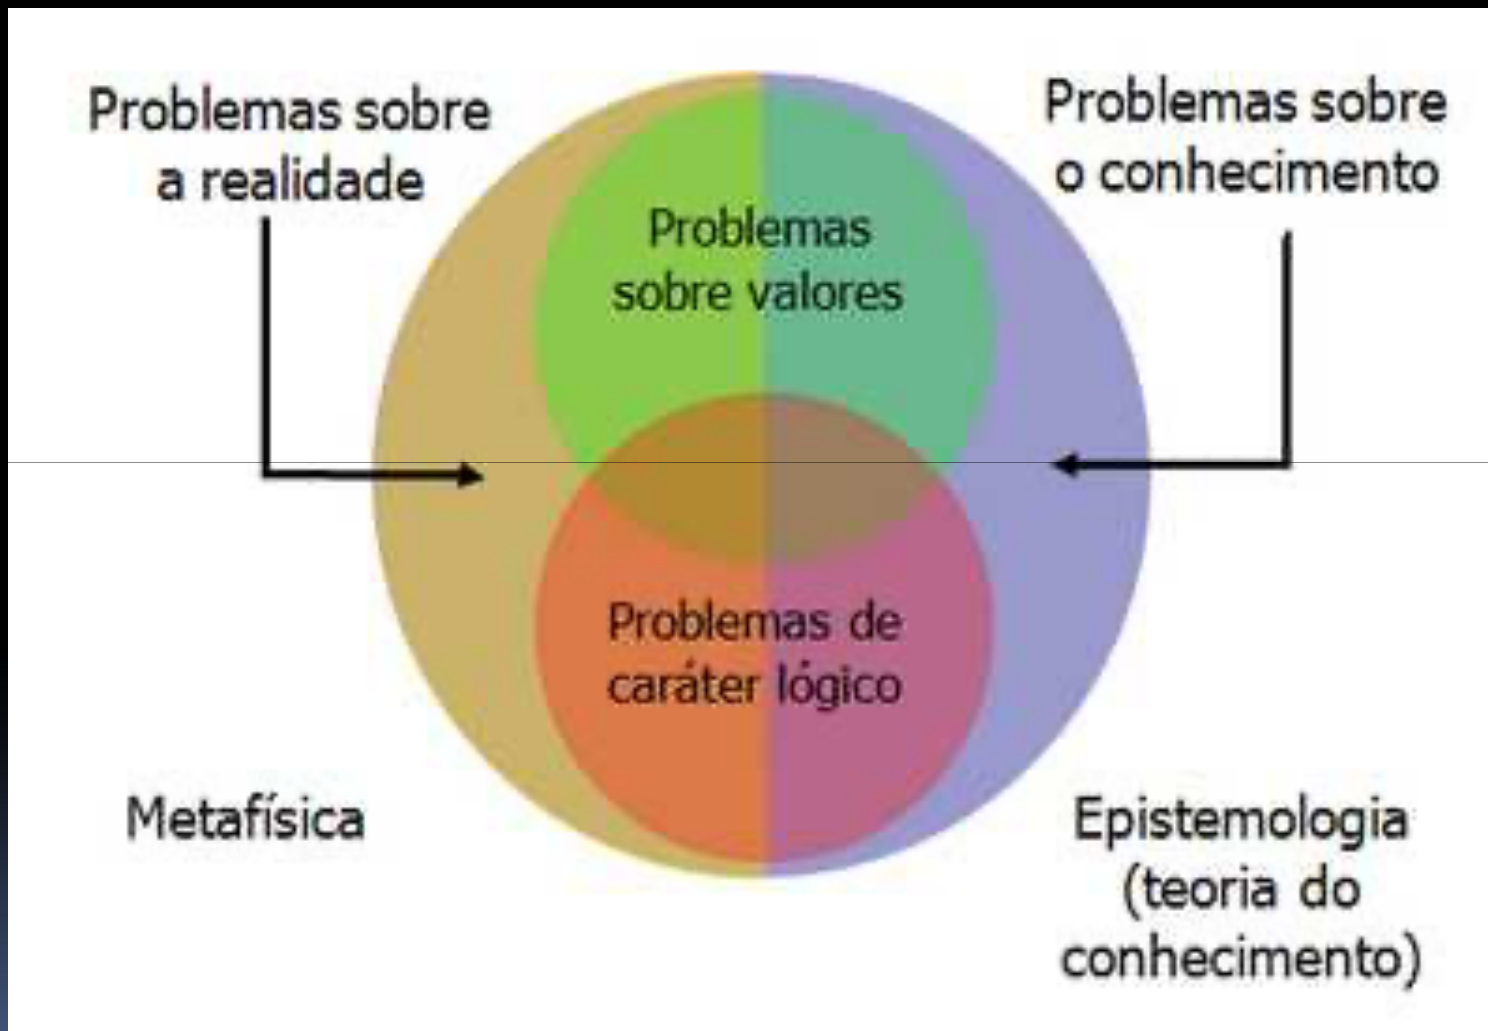 Problemas sobre
a realidade
Problemas sobre
o conhecimento
Problemas
sobre valores
Problemas de
caráter lógico
Metafísica
Epistemologia
(teoria do
conhecimento)